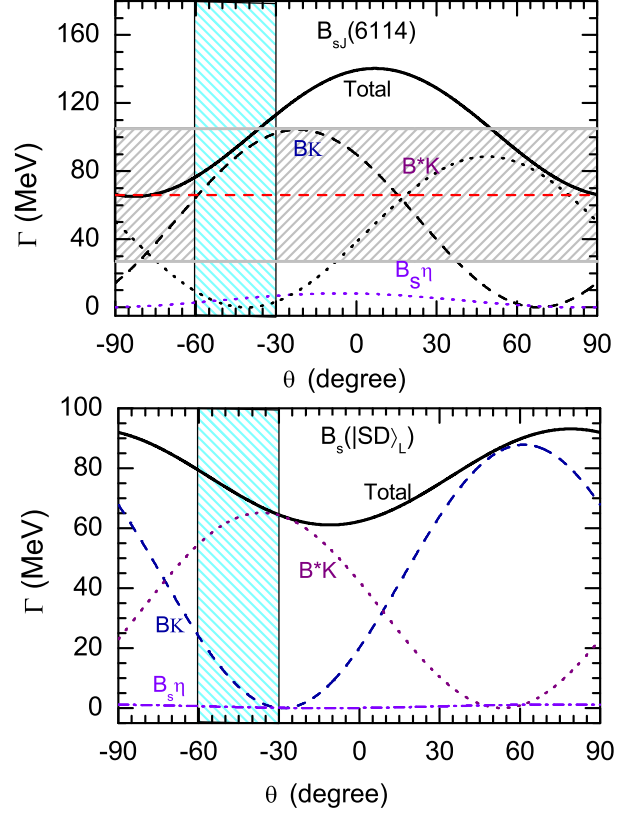 160
120
80
40
0
Γ (MeV)
B_sJ(6114)
Total
BK
B*K
B_Sη
-90 -60 -30 0 30 60 90
θ (degree)
100
80
60
40
20
0
Γ (MeV)
B_s(|SD⟩_L)
Total
B*K
BK
B_sη
-90 -60 -30 0 30 60 90
θ (degree)